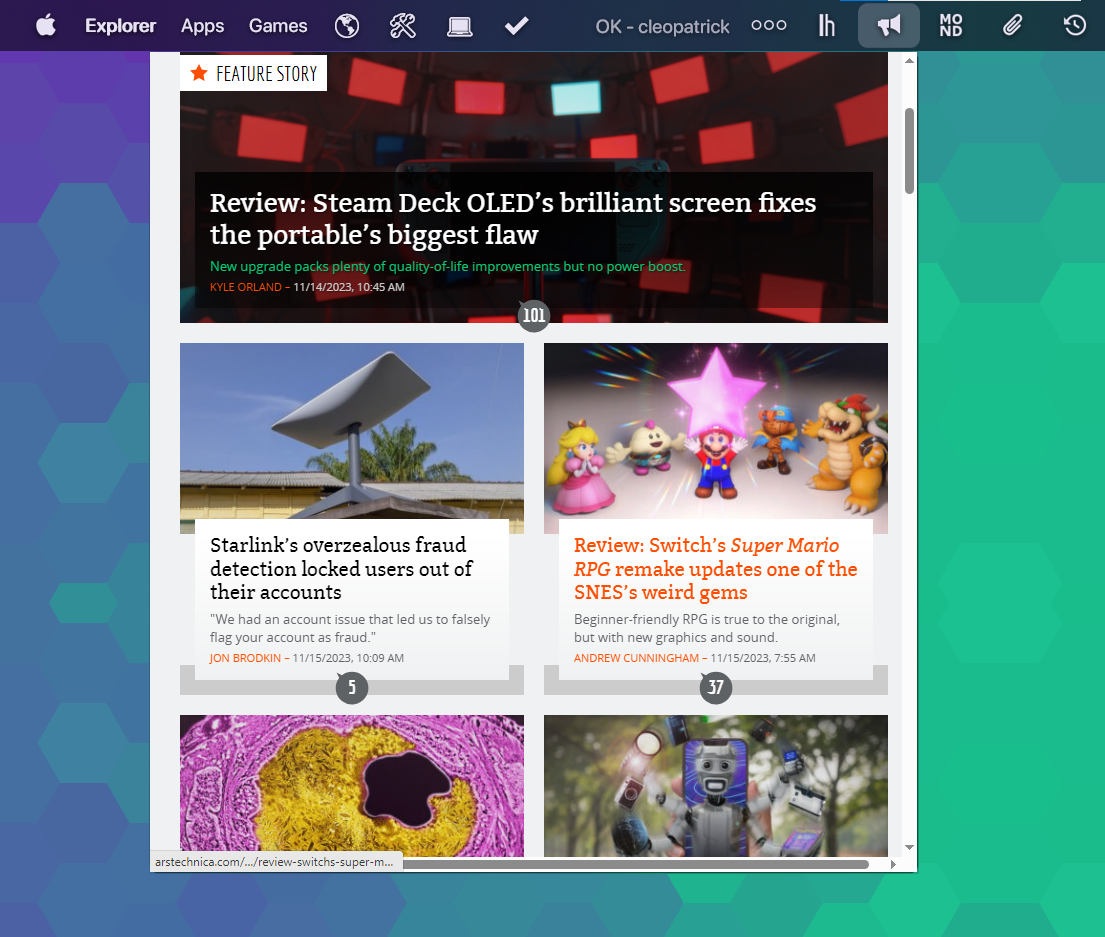 Explorer Apps Games OK - cleopatrick lh MO
ND
FEATURE STORY
Review: Steam Deck OLED’s brilliant screen fixes
the portable’s biggest flaw
New upgrade packs plenty of quality-of-life improvements but no power boost.
KYLE ORLAND – 11/14/2023, 10:45 AM
101
Starlink’s overzealous fraud
detection locked users out of
their accounts
"We had an account issue that led us to falsely
flag your account as fraud."
JON BRODKIN – 11/15/2023, 10:09 AM
5
Review: Switch’s Super Mario
RPG remake updates one of the
SNES’s weird gems
Beginner-friendly RPG is true to the original,
but with new graphics and sound.
ANDREW CUNNINGHAM – 11/15/2023, 7:55 AM
37
arstechnica.com/.../review-switchs-super-m...